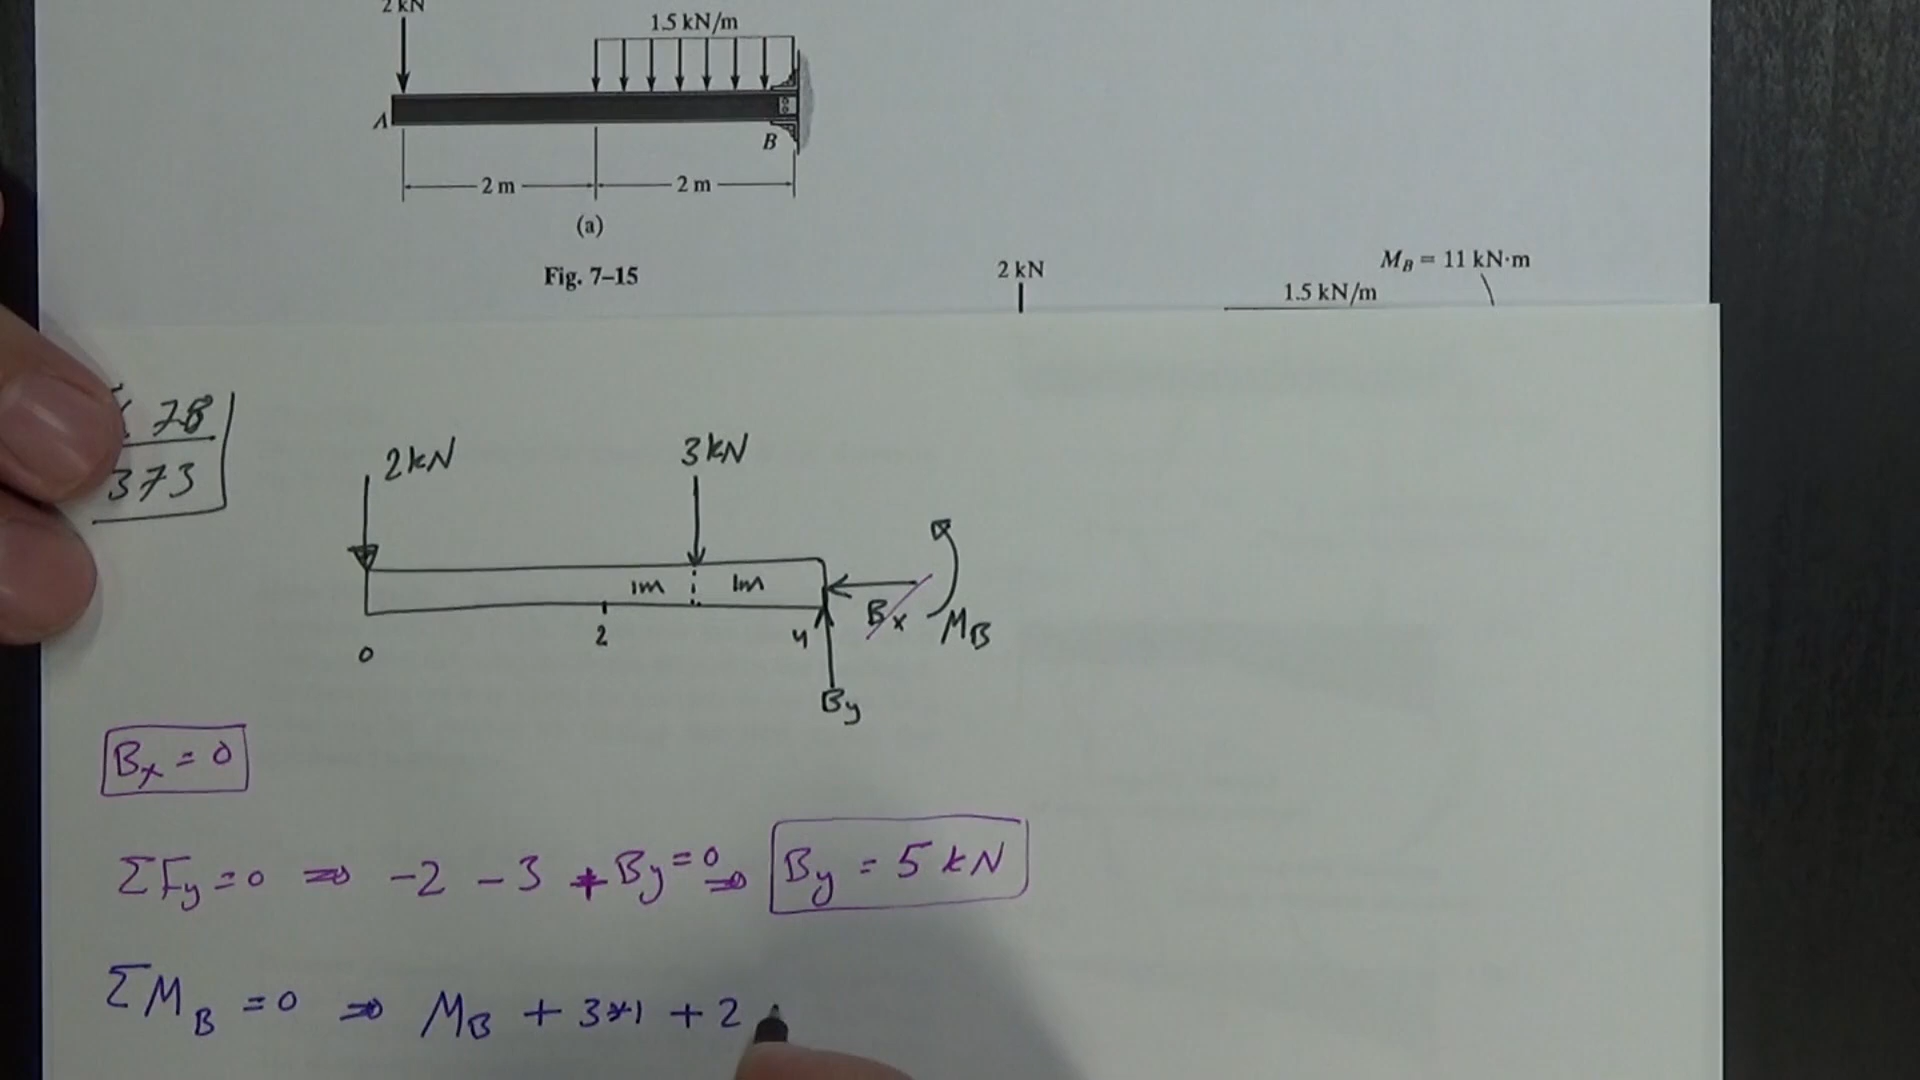 2 kN
1.5 kN/m
A
B
2 m
2 m
(a)
Fig. 7–15
2 kN
1.5 kN/m
M_B = 11 kN·m
78
373
2kN
3kN
1m
1m
0
2
4
Bx
MB
By
Bx = 0
ΣFy = 0 ⇒ -2 - 3 + By = 0 ⇒ By = 5 kN
ΣM_B = 0 ⇒ M_B + 3*1 + 2